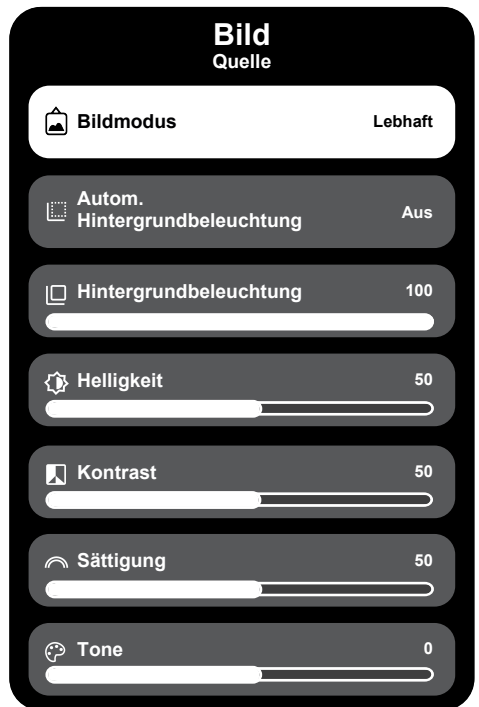 Bild
Quelle
Bildmodus Lebhaft
Autom.
Hintergrundbeleuchtung Aus
Hintergrundbeleuchtung 100
Helligkeit 50
Kontrast 50
Sättigung 50
Tone 0